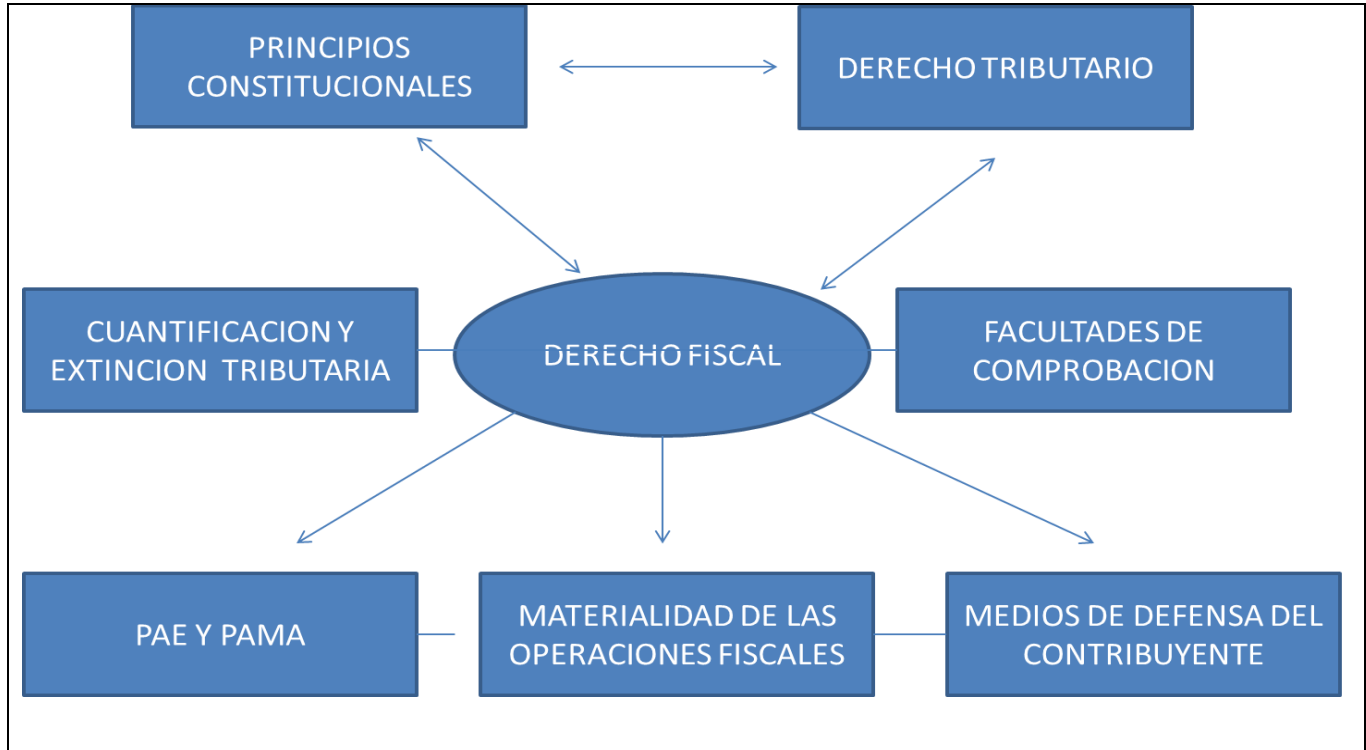 PRINCIPIOS
CONSTITUCIONALES
DERECHO TRIBUTARIO
CUANTIFICACION Y
EXTINCION TRIBUTARIA
DERECHO FISCAL
FACULTADES DE
COMPROBACION
PAE Y PAMA
MATERIALIDAD DE LAS
OPERACIONES FISCALES
MEDIOS DE DEFENSA DEL
CONTRIBUYENTE